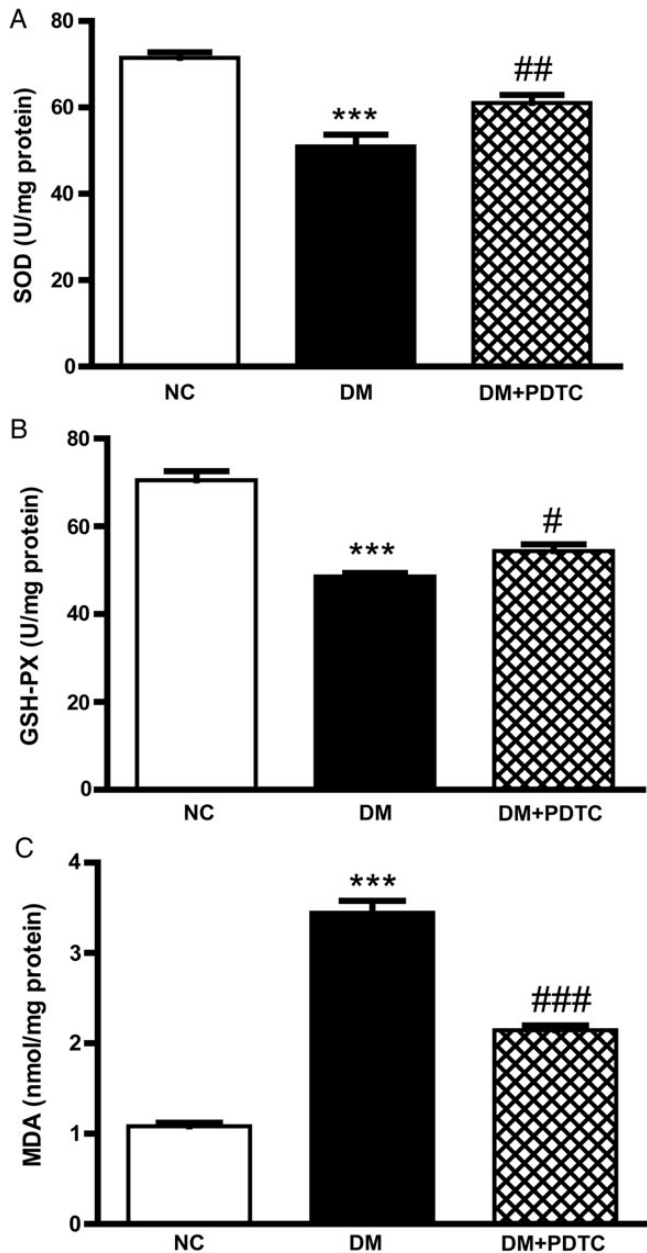 A
SOD (U/mg protein)
80
60
40
20
0
***
##
NC DM DM+PDTC
B
GSH-PX (U/mg protein)
80
60
40
20
0
***
#
NC DM DM+PDTC
C
MDA (nmol/mg protein)
4
3
2
1
0
***
###
NC DM DM+PDTC